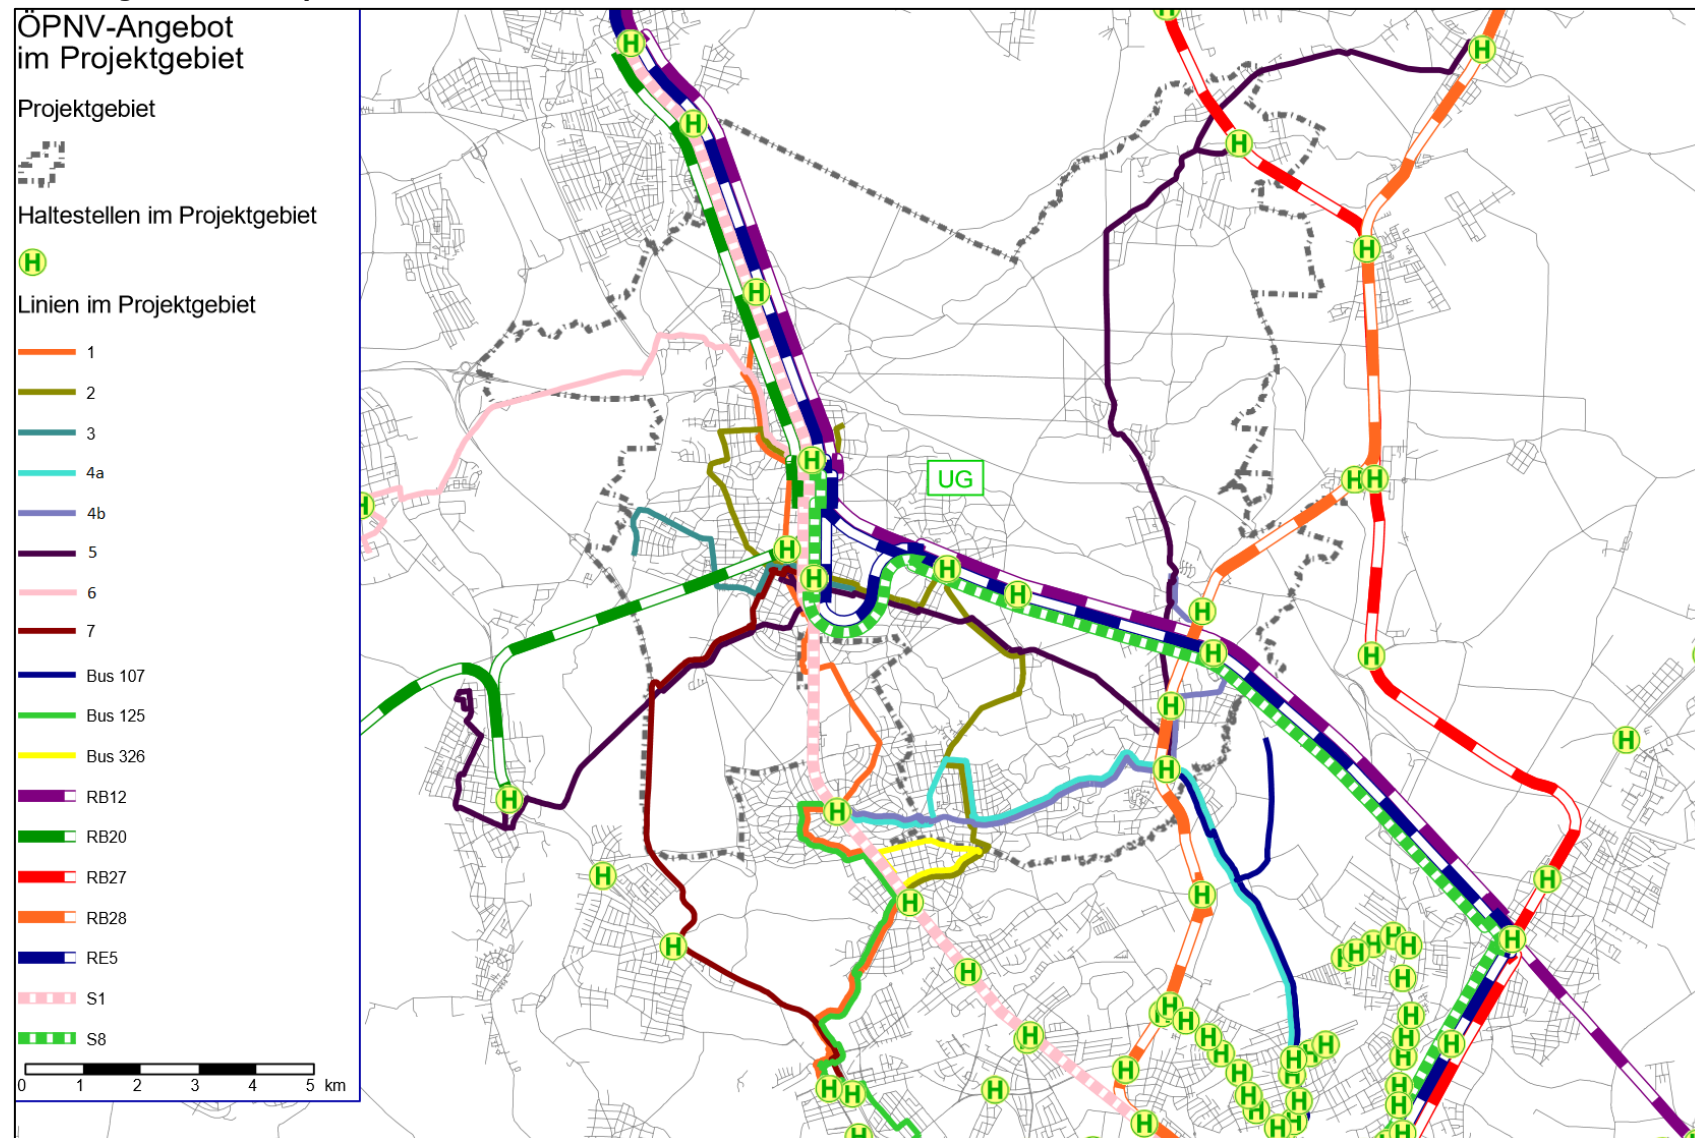 ÖPNV-Angebot
im Projektgebiet
Projektgebiet
Haltestellen im Projektgebiet
H
Linien im Projektgebiet
1
2
3
4a
4b
5
6
7
Bus 107
Bus 125
Bus 326
RB12
RB20
RB27
RB28
RE5
S1
S8
0 1 2 3 4 5 km
UG